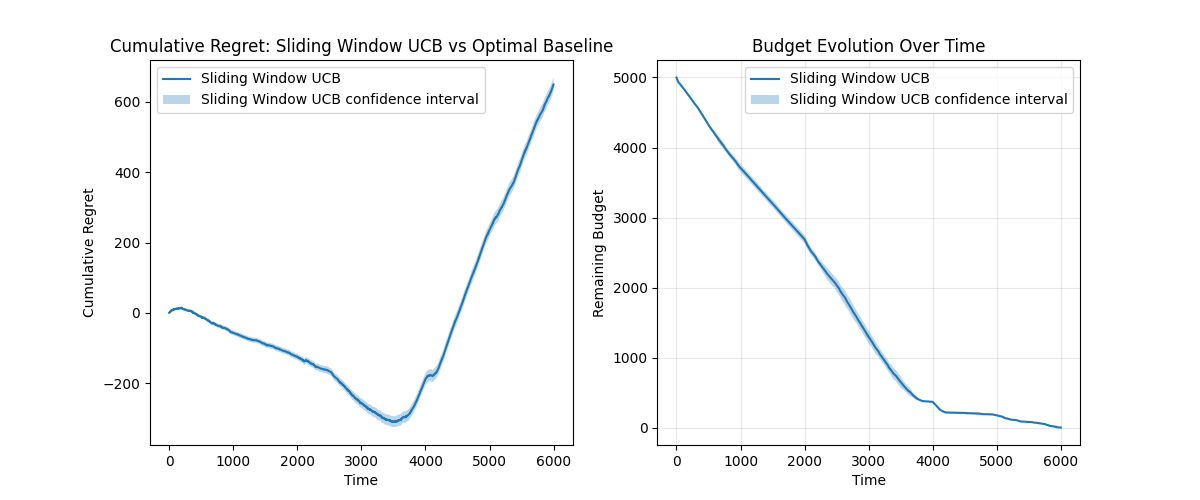 Cumulative Regret: Sliding Window UCB vs Optimal Baseline
Sliding Window UCB
Sliding Window UCB confidence interval
600
400
200
0
−200
Cumulative Regret
0 1000 2000 3000 4000 5000 6000
Time
Budget Evolution Over Time
Sliding Window UCB
Sliding Window UCB confidence interval
5000
4000
3000
2000
1000
0
Remaining Budget
0 1000 2000 3000 4000 5000 6000
Time